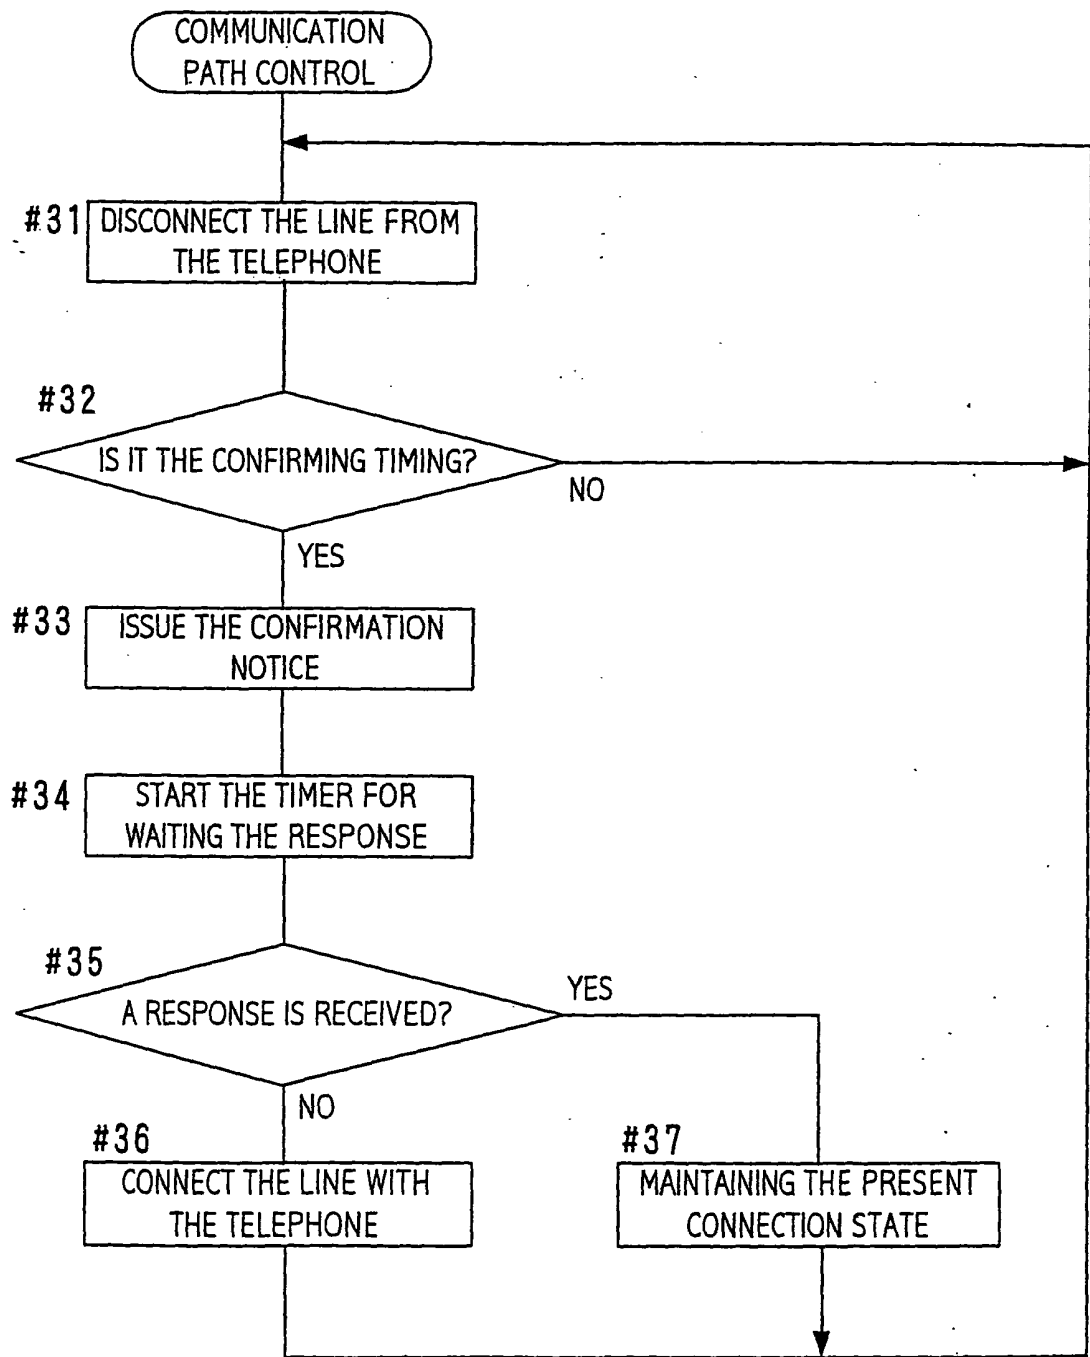 COMMUNICATION
PATH CONTROL
#31
DISCONNECT THE LINE FROM
THE TELEPHONE
#32
IS IT THE CONFIRMING TIMING?
NO
YES
#33
ISSUE THE CONFIRMATION
NOTICE
#34
START THE TIMER FOR
WAITING THE RESPONSE
#35
YES
A RESPONSE IS RECEIVED?
NO
#36
CONNECT THE LINE WITH
THE TELEPHONE
#37
MAINTAINING THE PRESENT
CONNECTION STATE